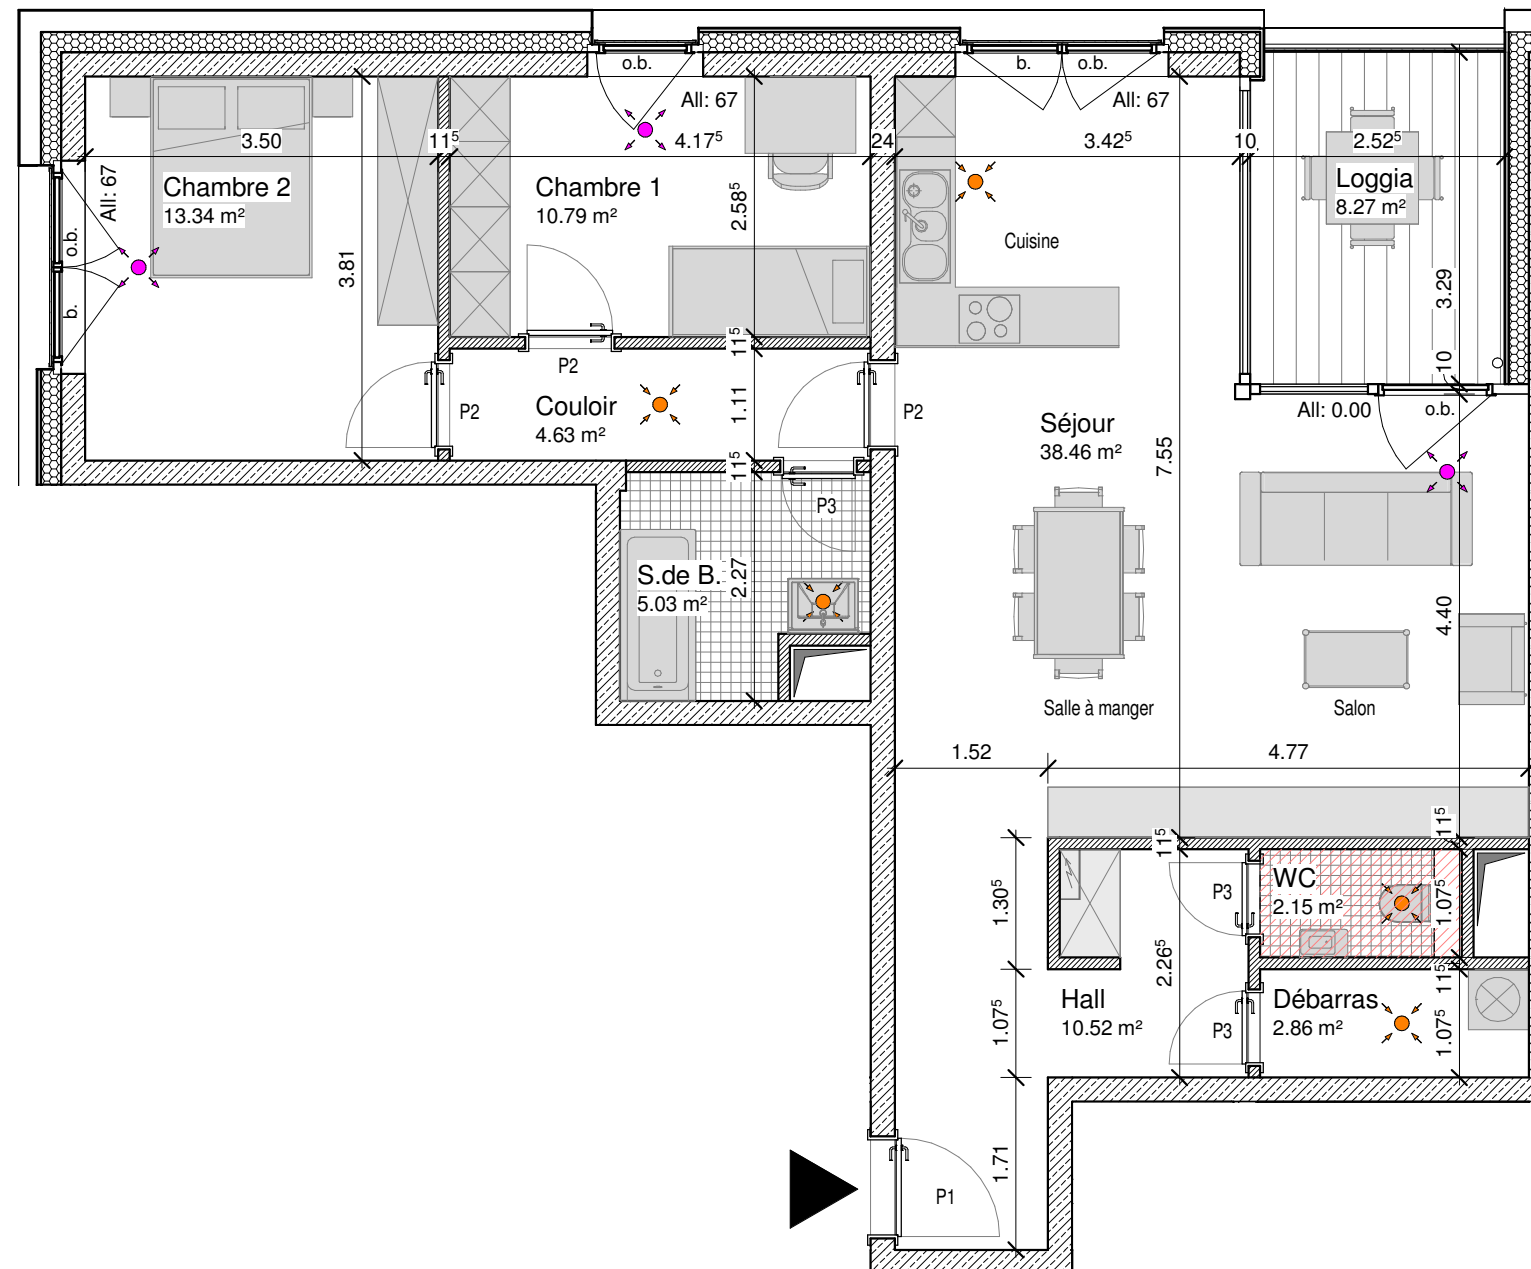 o.b.
b.
o.b.
All: 67
All: 67
3.50
11⁵
4.17⁵
24
3.42⁵
10
2.52⁵
All: 67
Chambre 2
13.34 m²
Chambre 1
10.79 m²
2.58⁵
Loggia
8.27 m²
Cuisine
o.b.
b.
3.81
3.29
11⁵
10
P2
P2
Couloir
4.63 m²
1.11
P2
All: 0.00
o.b.
Séjour
38.46 m²
7.55
11⁵
P3
S.de B.
5.03 m²
2.27
4.40
Salle à manger
Salon
1.52
4.77
11⁵
11⁵
1.30⁵
P3
WC
2.15 m²
1.07⁵
2.26⁵
11⁵
Hall
10.52 m²
1.07⁵
P3
Débarras
2.86 m²
1.07⁵
1.71
P1